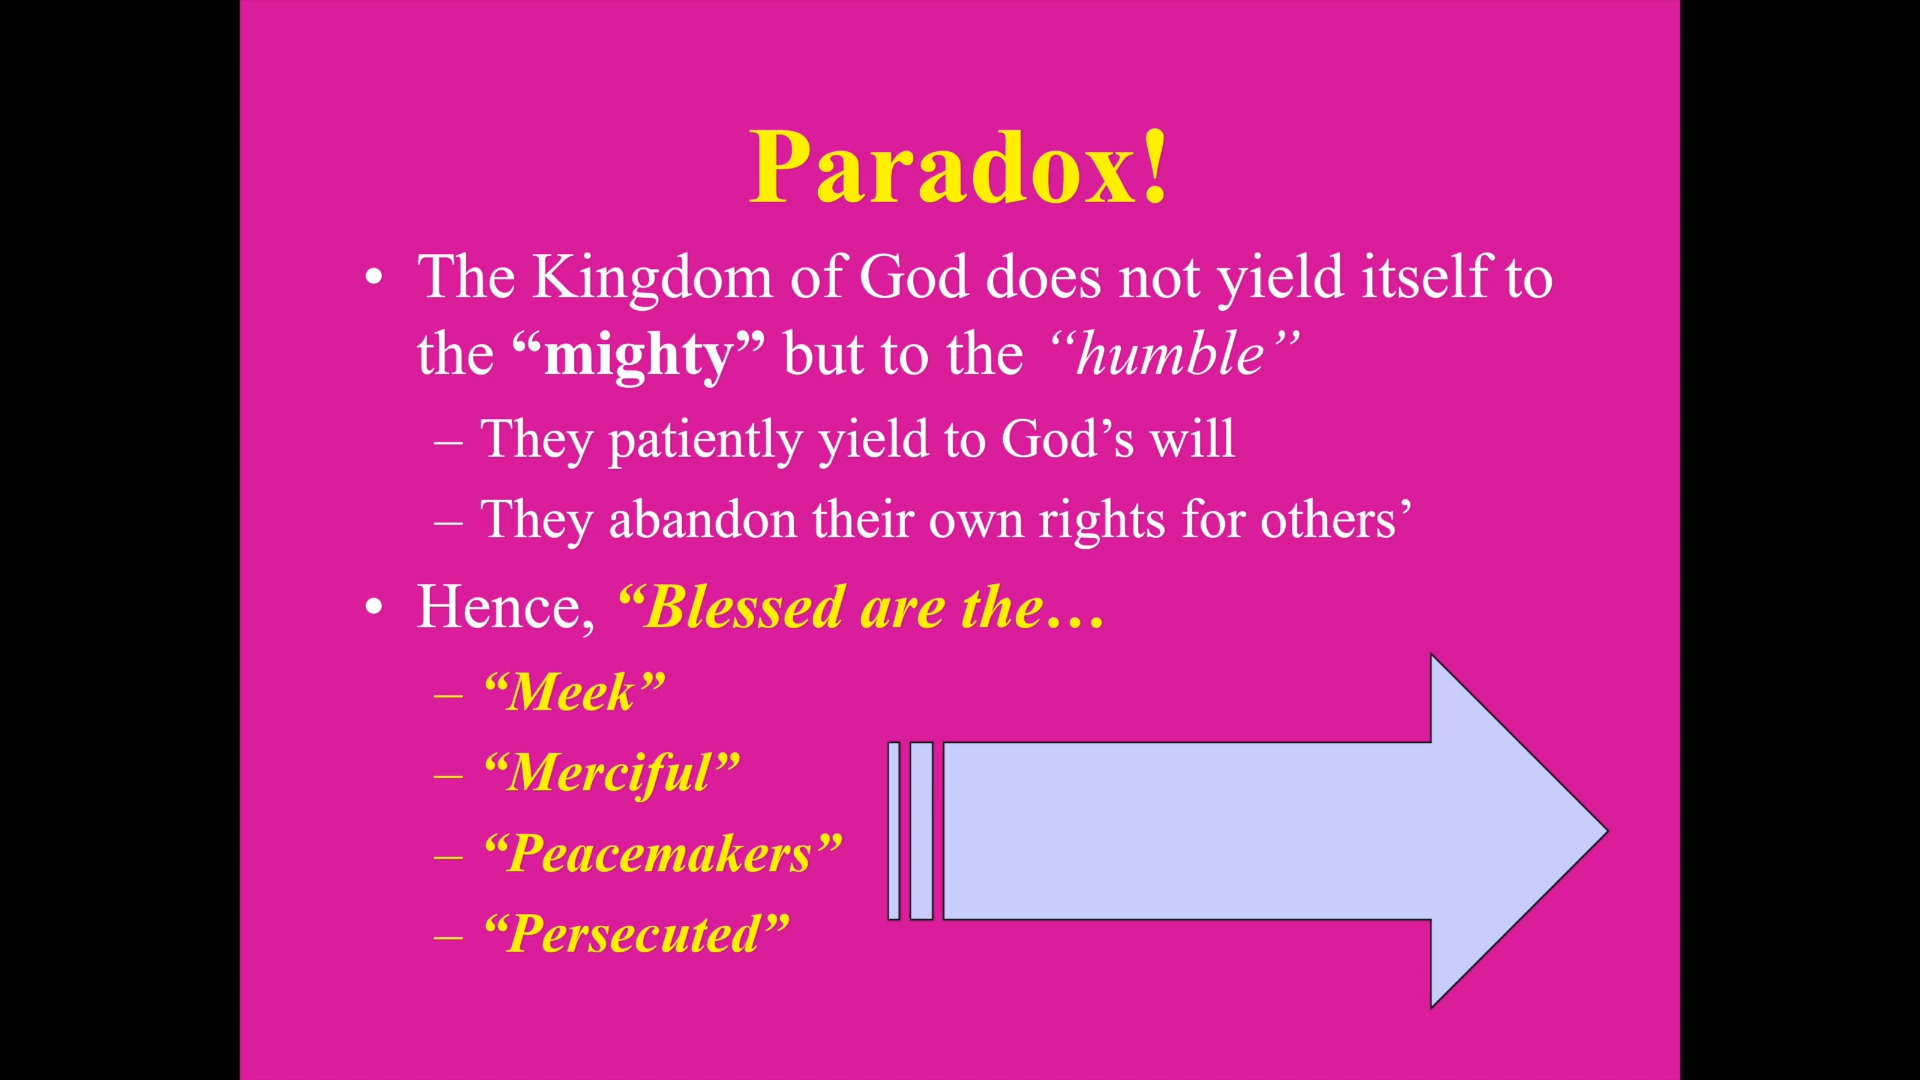 Paradox!
• The Kingdom of God does not yield itself to
the “mighty” but to the “humble”
– They patiently yield to God’s will
– They abandon their own rights for others’
• Hence, “Blessed are the…
– “Meek”
– “Merciful”
– “Peacemakers”
– “Persecuted”